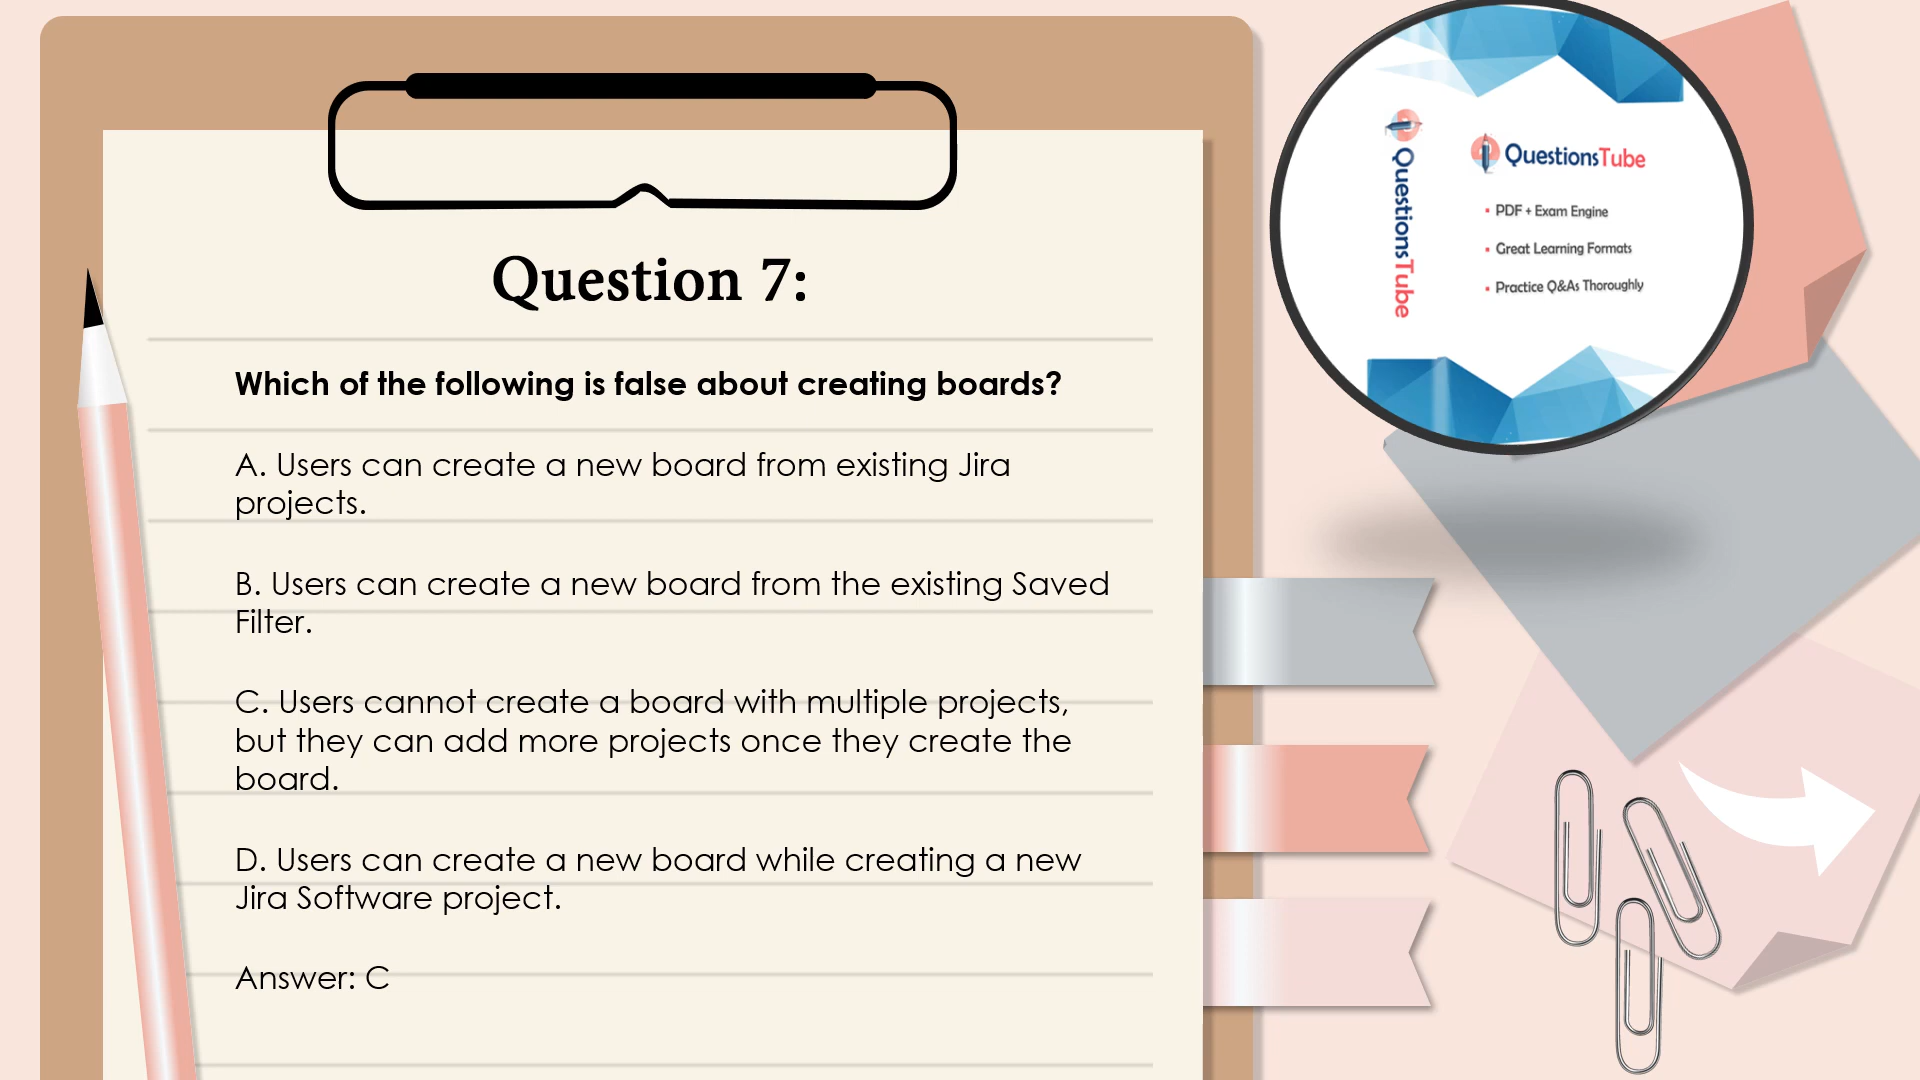 Question 7:
Which of the following is false about creating boards?
A. Users can create a new board from existing Jira
projects.
B. Users can create a new board from the existing Saved
Filter.
C. Users cannot create a board with multiple projects,
but they can add more projects once they create the
board.
D. Users can create a new board while creating a new
Jira Software project.
Answer: C
QuestionsTube
QuestionsTube
▪ PDF + Exam Engine
▪ Great Learning Formats
▪ Practice Q&As Thoroughly